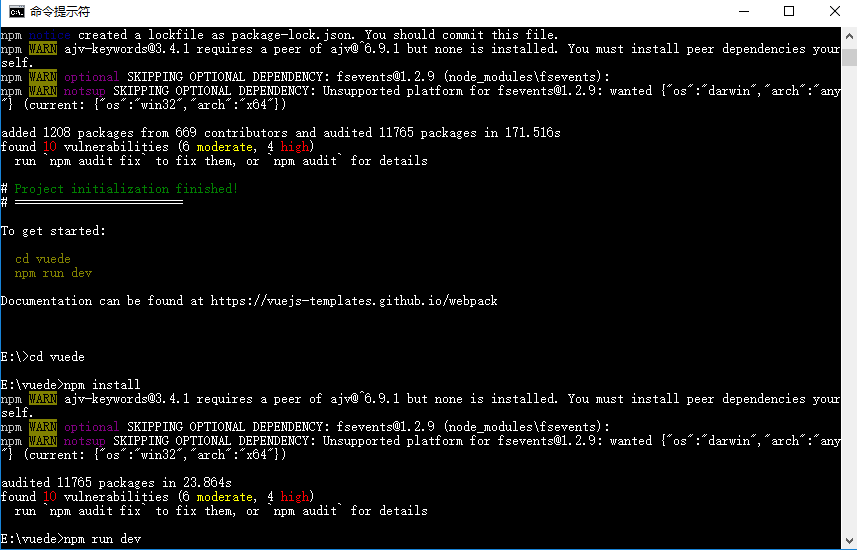 命令提示符
npm notice created a lockfile as package-lock.json. You should commit this file.
npm WARN ajv-keywords@3.4.1 requires a peer of ajv@^6.9.1 but none is installed. You must install peer dependencies your
self.
npm WARN optional SKIPPING OPTIONAL DEPENDENCY: fsevents@1.2.9 (node_modules\fsevents):
npm WARN notsup SKIPPING OPTIONAL DEPENDENCY: Unsupported platform for fsevents@1.2.9: wanted {"os":"darwin","arch":"any
"} (current: {"os":"win32","arch":"x64"})
added 1208 packages from 669 contributors and audited 11765 packages in 171.516s
found 10 vulnerabilities (6 moderate, 4 high)
  run `npm audit fix` to fix them, or `npm audit` for details
# Project initialization finished!
# ========================
To get started:
  cd vuede
  npm run dev
Documentation can be found at https://vuejs-templates.github.io/webpack
E:\>cd vuede
E:\vuede>npm install
npm WARN ajv-keywords@3.4.1 requires a peer of ajv@^6.9.1 but none is installed. You must install peer dependencies your
self.
npm WARN optional SKIPPING OPTIONAL DEPENDENCY: fsevents@1.2.9 (node_modules\fsevents):
npm WARN notsup SKIPPING OPTIONAL DEPENDENCY: Unsupported platform for fsevents@1.2.9: wanted {"os":"darwin","arch":"any
"} (current: {"os":"win32","arch":"x64"})
audited 11765 packages in 23.864s
found 10 vulnerabilities (6 moderate, 4 high)
  run `npm audit fix` to fix them, or `npm audit` for details
E:\vuede>npm run dev